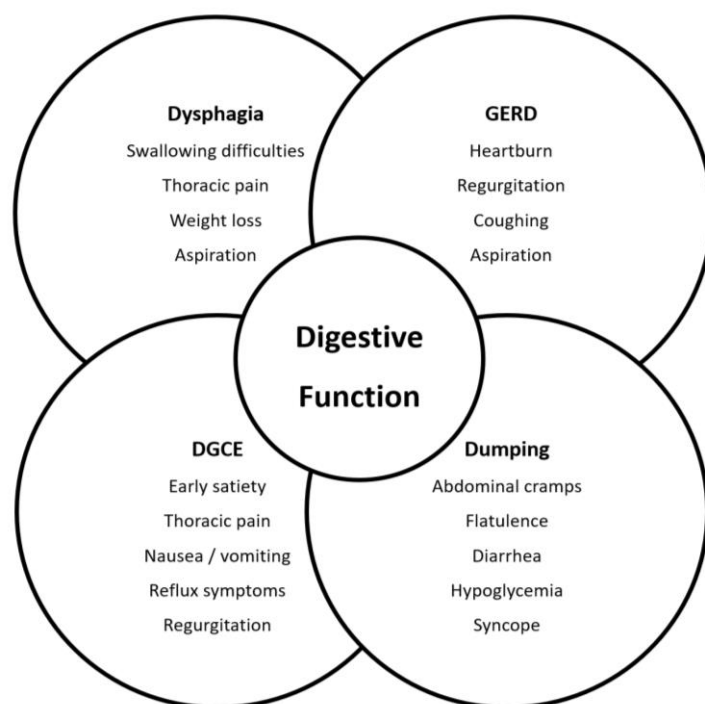 Dysphagia
Swallowing difficulties
Thoracic pain
Weight loss
Aspiration
GERD
Heartburn
Regurgitation
Coughing
Aspiration
Digestive
Function
DGCE
Early satiety
Thoracic pain
Nausea / vomiting
Reflux symptoms
Regurgitation
Dumping
Abdominal cramps
Flatulence
Diarrhea
Hypoglycemia
Syncope